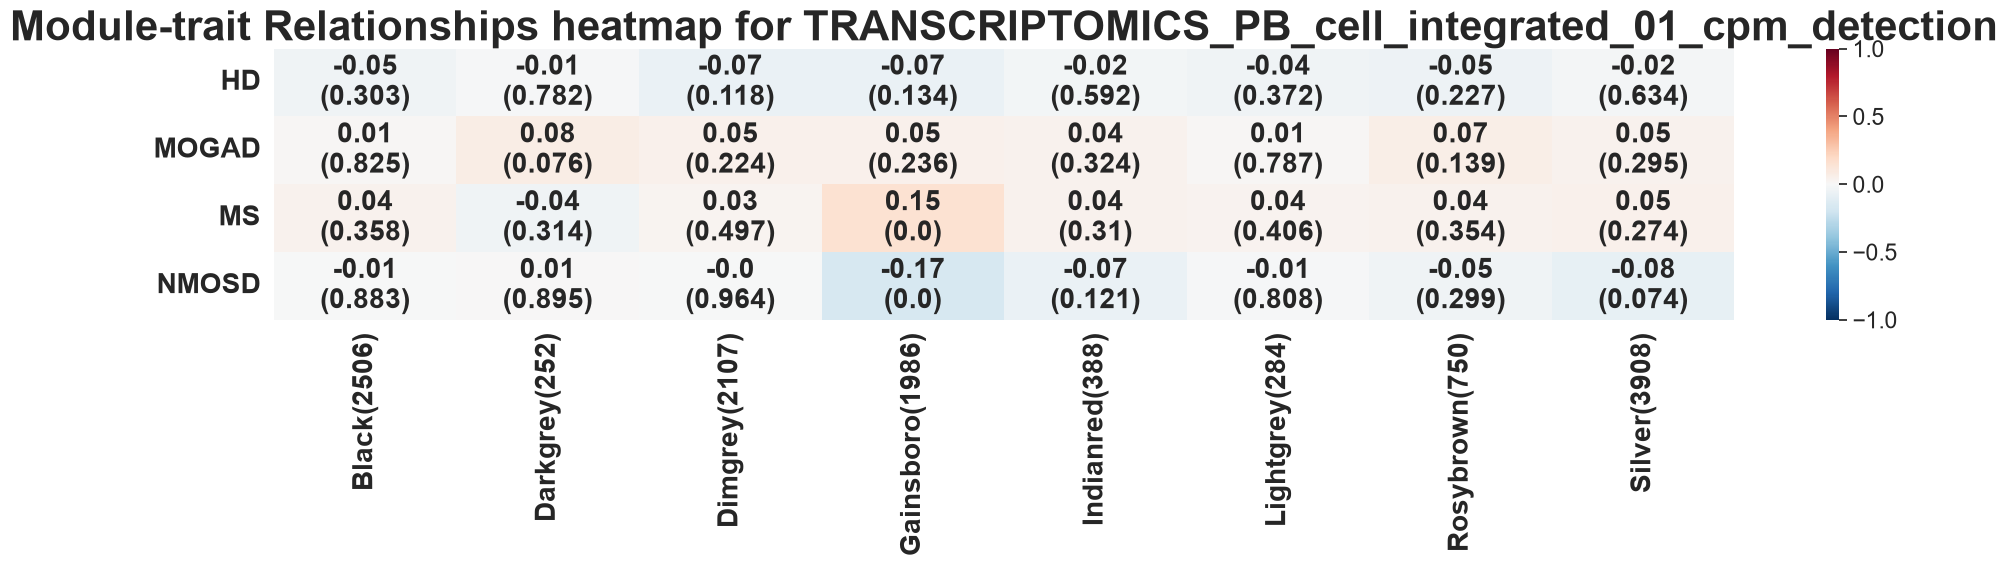 Module-trait Relationships heatmap for TRANSCRIPTOMICS_PB_cell_integrated_01_cpm_detection
HD
-0.05 -0.01 -0.07 -0.07 -0.02 -0.04 -0.05 -0.02
(0.303) (0.782) (0.118) (0.134) (0.592) (0.372) (0.227) (0.634)
MOGAD
0.01 0.08 0.05 0.05 0.04 0.01 0.07 0.05
(0.825) (0.076) (0.224) (0.236) (0.324) (0.787) (0.139) (0.295)
MS
0.04 -0.04 0.03 0.15 0.04 0.04 0.04 0.05
(0.358) (0.314) (0.497) (0.0) (0.31) (0.406) (0.354) (0.274)
NMOSD
-0.01 0.01 -0.0 -0.17 -0.07 -0.01 -0.05 -0.08
(0.883) (0.895) (0.964) (0.0) (0.121) (0.808) (0.299) (0.074)
Black(2506)
Darkgrey(252)
Dimgrey(2107)
Gainsboro(1986)
Indianred(388)
Lightgrey(284)
Rosybrown(750)
Silver(3908)
1.0
0.5
0.0
−0.5
−1.0